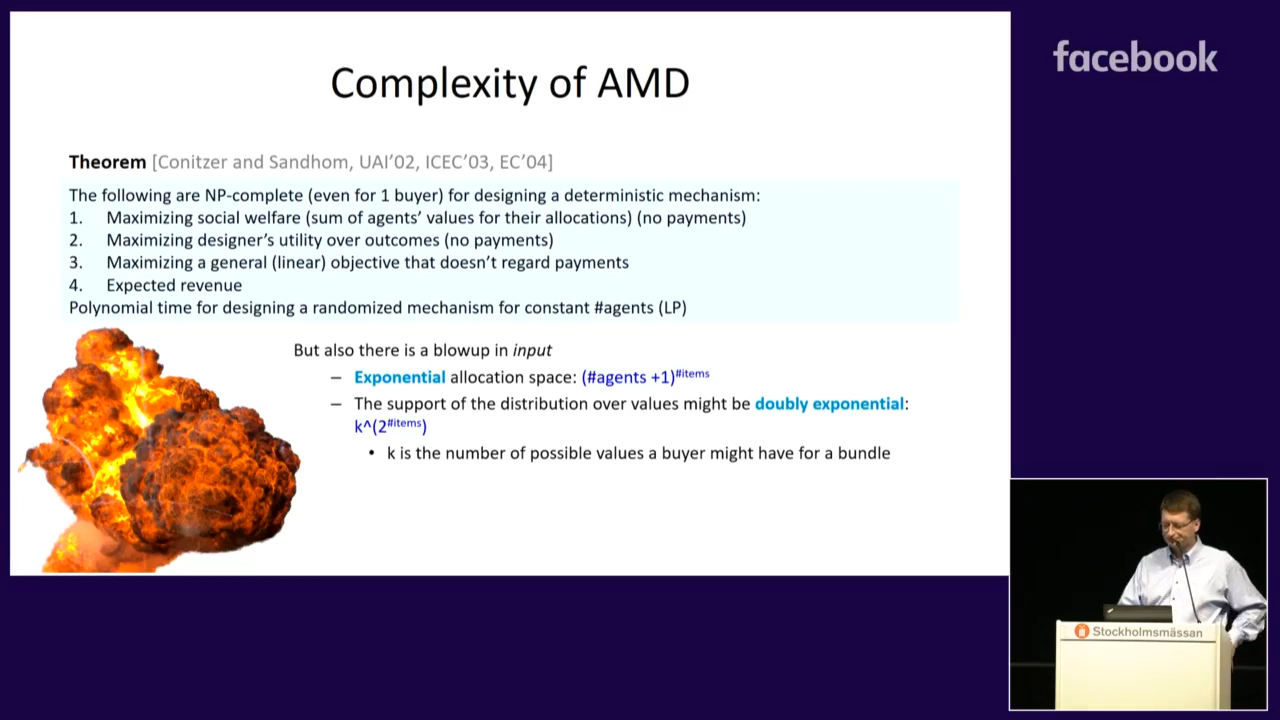 Complexity of AMD
facebook
Theorem [Conitzer and Sandhom, UAI'02, ICEC'03, EC'04]
The following are NP-complete (even for 1 buyer) for designing a deterministic mechanism:
1. Maximizing social welfare (sum of agents' values for their allocations) (no payments)
2. Maximizing designer's utility over outcomes (no payments)
3. Maximizing a general (linear) objective that doesn't regard payments
4. Expected revenue
Polynomial time for designing a randomized mechanism for constant #agents (LP)
But also there is a blowup in input
– Exponential allocation space: (#agents +1)^#items
– The support of the distribution over values might be doubly exponential:
k^(2^#items)
• k is the number of possible values a buyer might have for a bundle
Stockholmsmässan